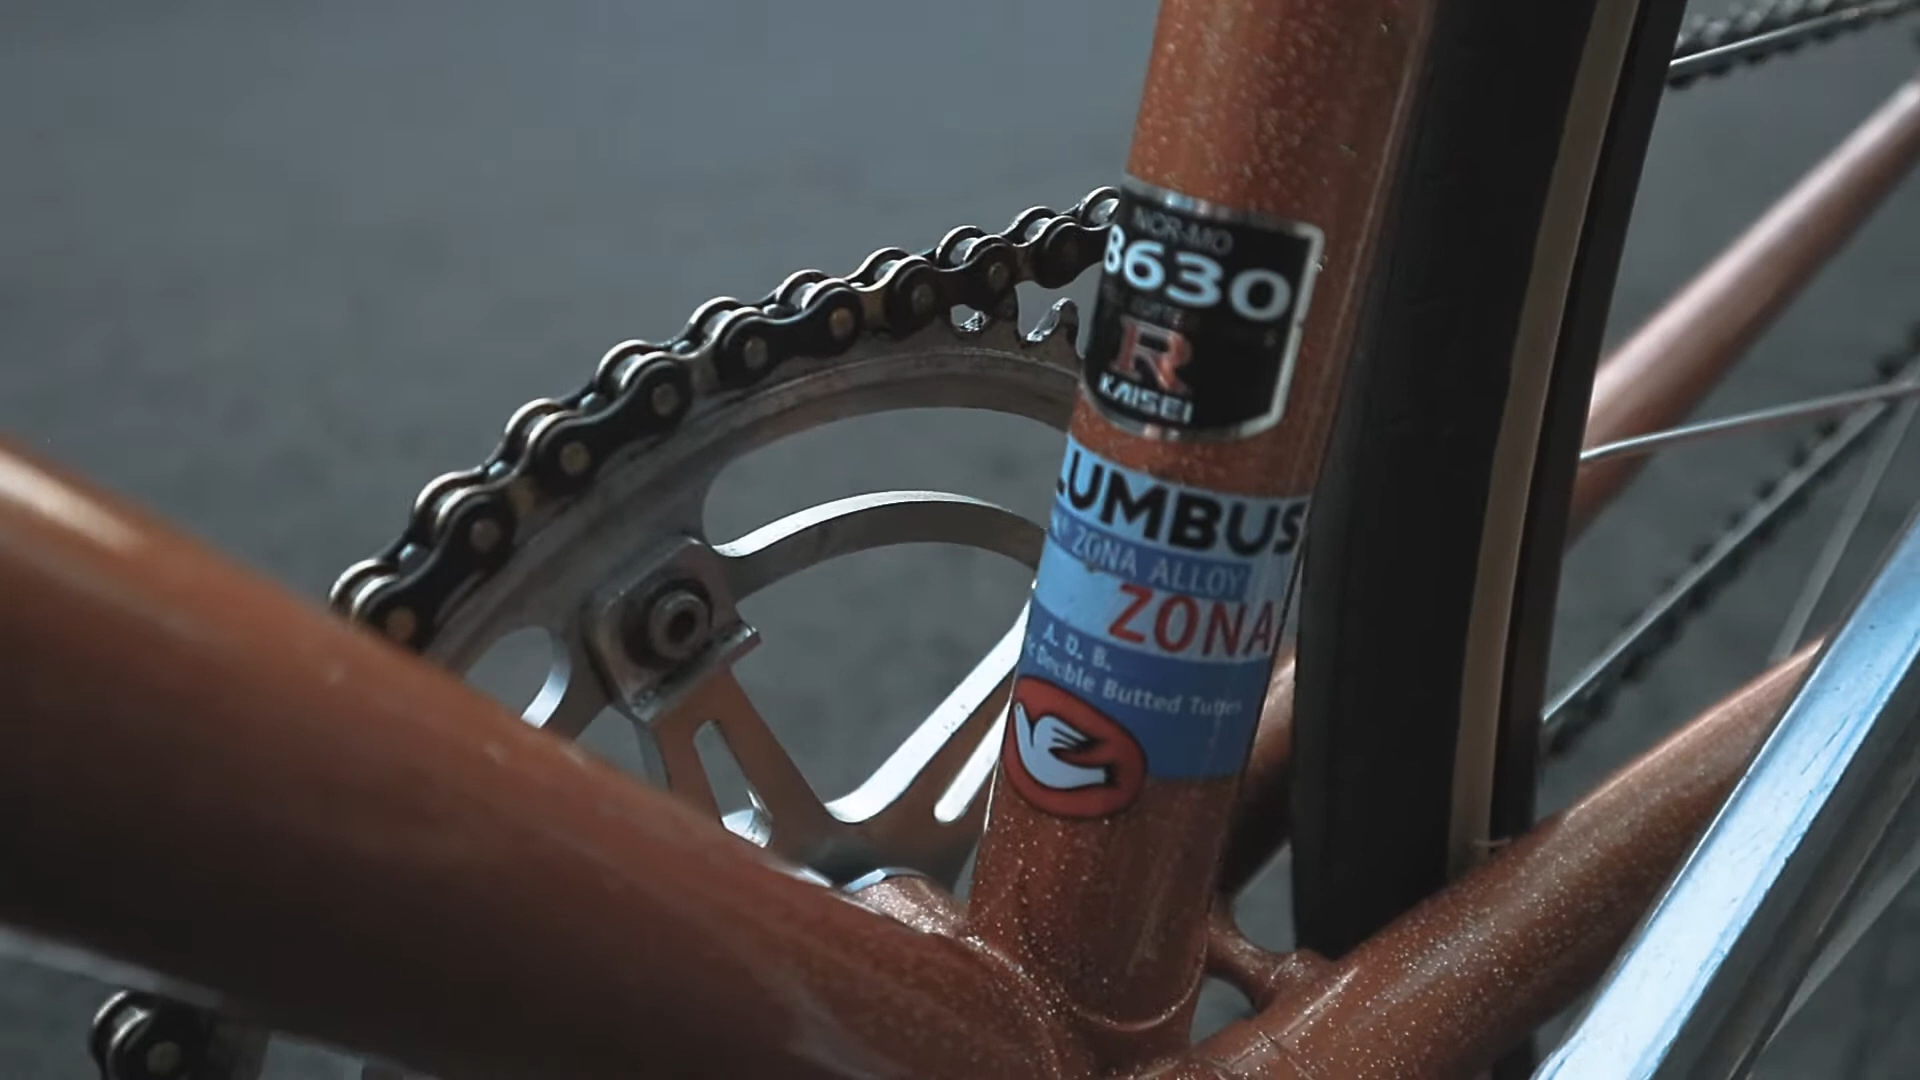 NOR-MO
8630
R
KAISEI
LUMBUS
ZONA ALLOY
ZONA
A. D. B.
c Double Butted Tubes